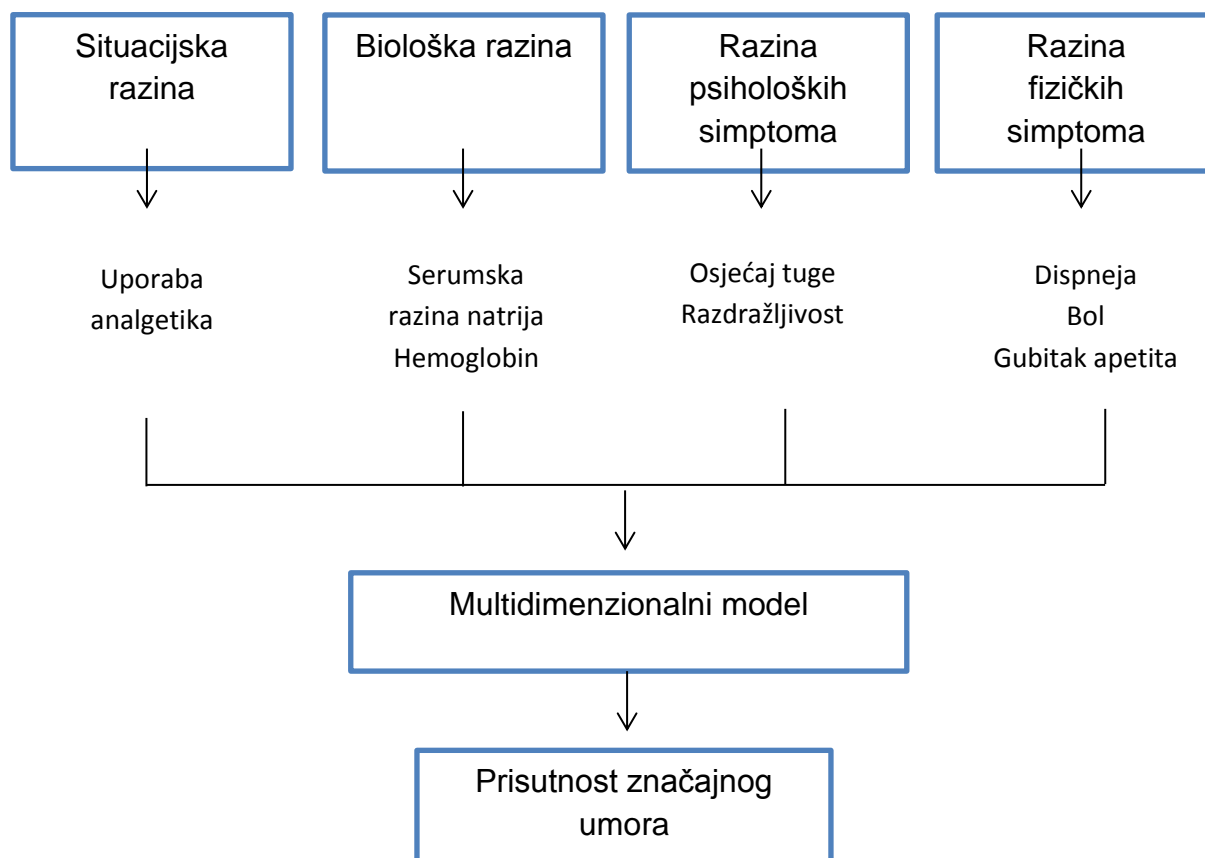 Situacijska
razina
Biološka razina
Razina
psiholoških
simptoma
Razina
fizičkih
simptoma
Uporaba
analgetika
Serumska
razina natrija
Hemoglobin
Osjećaj tuge
Razdražljivost
Dispneja
Bol
Gubitak apetita
Multidimenzionalni model
Prisutnost značajnog
umora